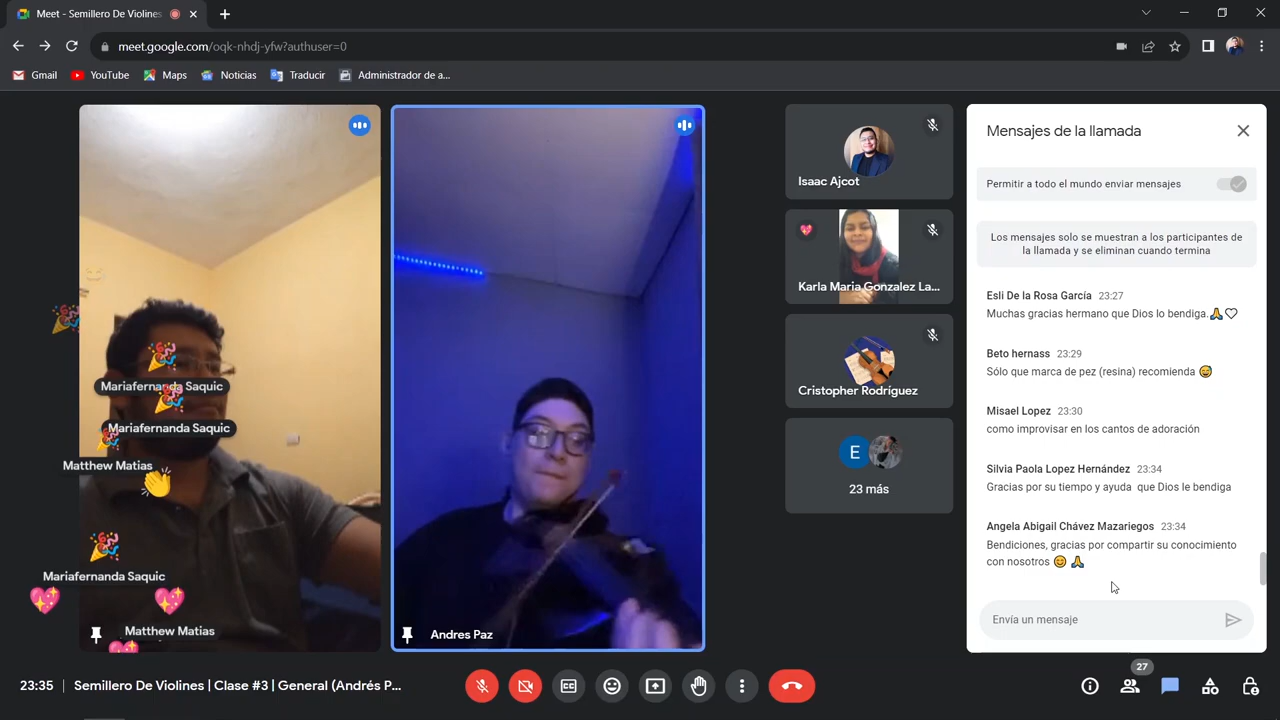 Meet - Semillero De Violines
meet.google.com/oqk-nhdj-yfw?authuser=0
Gmail
YouTube
Maps
Noticias
Traducir
Administrador de a...
Mariafernanda Saquic
Mariafernanda Saquic
Matthew Matias
Mariafernanda Saquic
Matthew Matias
Andres Paz
Isaac Ajcot
Karla Maria Gonzalez La...
Cristopher Rodríguez
E
23 más
Mensajes de la llamada
Permitir a todo el mundo enviar mensajes
Los mensajes solo se muestran a los participantes de
la llamada y se eliminan cuando termina
Esli De la Rosa García 23:27
Muchas gracias hermano que Dios lo bendiga.🙏🤍
Beto hernass 23:29
Sólo que marca de pez (resina) recomienda 😅
Misael Lopez 23:30
como improvisar en los cantos de adoración
Silvia Paola Lopez Hernández 23:34
Gracias por su tiempo y ayuda que Dios le bendiga
Angela Abigail Chávez Mazariegos 23:34
Bendiciones, gracias por compartir su conocimiento
con nosotros 😊 🙏
Envía un mensaje
23:35 | Semillero De Violines | Clase #3 | General (Andrés P...
27